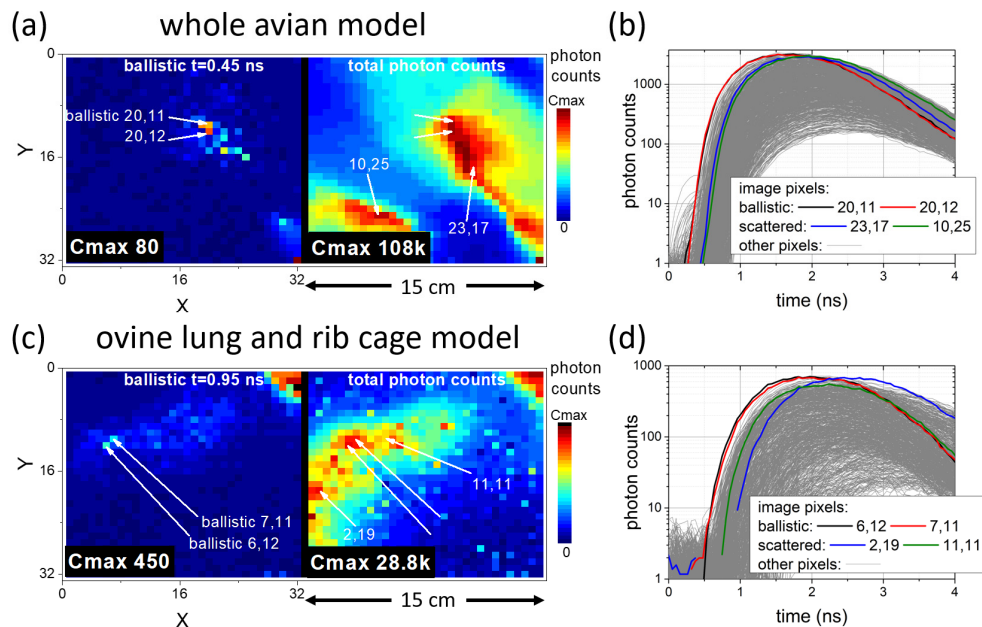 (a) whole avian model
photon
counts
Cmax
0
0
16
32
Y
ballistic t=0.45 ns
total photon counts
ballistic 20,11
20,12
10,25
23,17
Cmax 80
Cmax 108k
0
16
32
X
15 cm
(b)
photon counts
1000
100
10
1
image pixels:
ballistic: 20,11 20,12
scattered: 23,17 10,25
other pixels:
0 1 2 3 4
time (ns)
(c) ovine lung and rib cage model
photon
counts
Cmax
0
0
16
32
Y
ballistic t=0.95 ns
total photon counts
ballistic 7,11
ballistic 6,12
11,11
2,19
Cmax 450
Cmax 28.8k
0
16
32
X
15 cm
(d)
photon counts
1000
100
10
1
image pixels:
ballistic: 6,12 7,11
scattered: 2,19 11,11
other pixels:
0 1 2 3 4
time (ns)